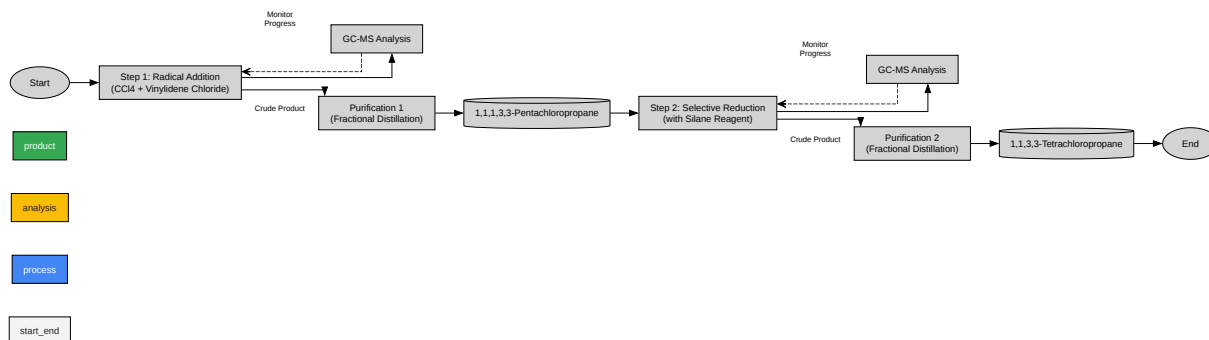 Monitor
Progress
GC-MS Analysis
Start
Step 1: Radical Addition
(CCl4 + Vinylidene Chloride)
Crude Product
Purification 1
(Fractional Distillation)
1,1,1,3,3-Pentachloropropane
Monitor
Progress
GC-MS Analysis
Step 2: Selective Reduction
(with Silane Reagent)
Crude Product
Purification 2
(Fractional Distillation)
1,1,3,3-Tetrachloropropane
End
product
analysis
process
start_end